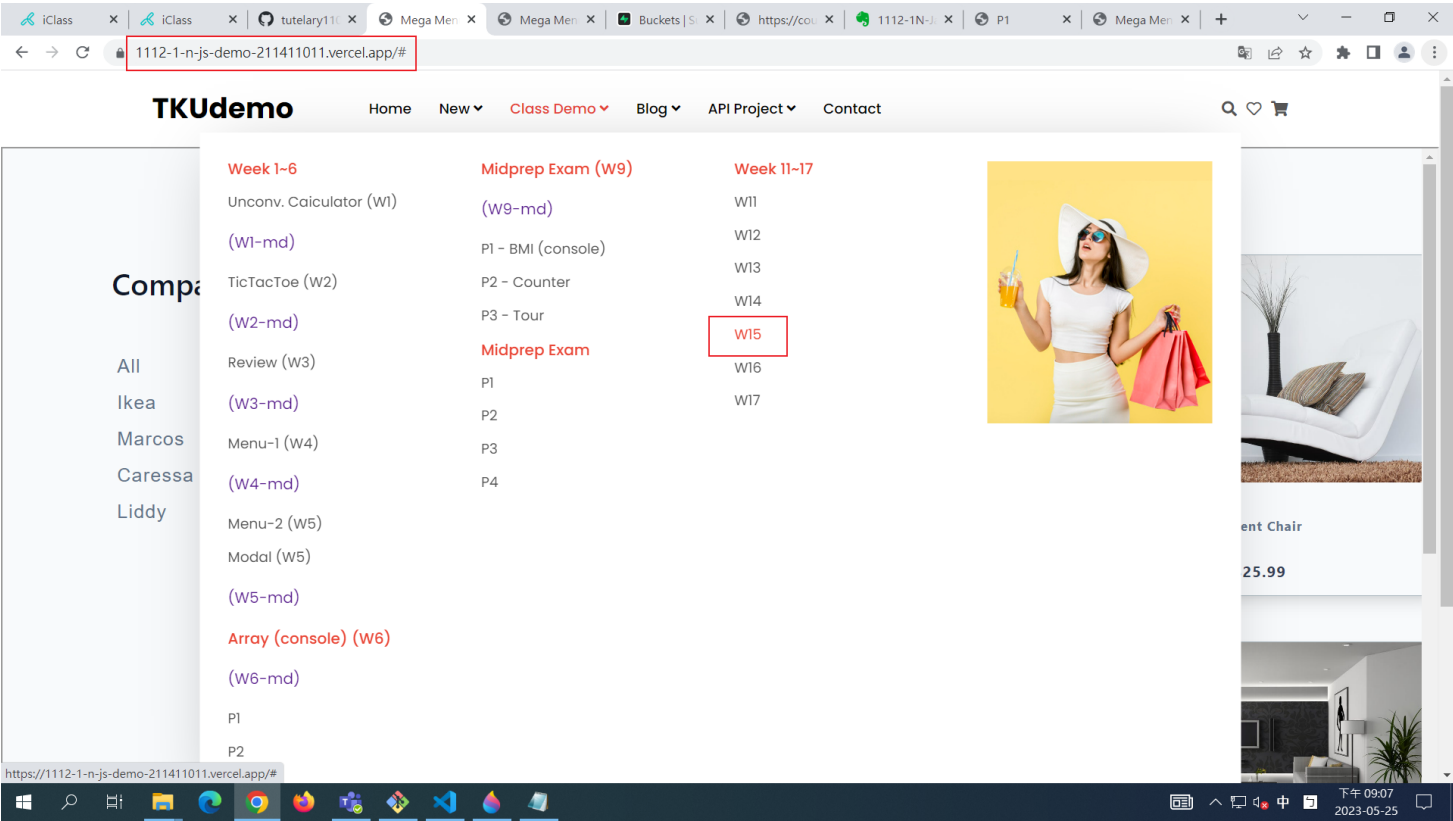 iClass
iClass
tutelary110
Mega Men
Mega Men
Buckets | S
https://cou
1112-1N-J
P1
Mega Men
1112-1-n-js-demo-211411011.vercel.app/#
TKUdemo
Home
New
Class Demo
Blog
API Project
Contact
Week 1~6
Unconv. Caiculator (W1)
(W1-md)
TicTacToe (W2)
(W2-md)
Review (W3)
(W3-md)
Menu-1 (W4)
(W4-md)
Menu-2 (W5)
Modal (W5)
(W5-md)
Array (console) (W6)
(W6-md)
P1
P2
Midprep Exam (W9)
(W9-md)
P1 - BMI (console)
P2 - Counter
P3 - Tour
Midprep Exam
P1
P2
P3
P4
Week 11~17
W11
W12
W13
W14
W15
W16
W17
Compa
All
Ikea
Marcos
Caressa
Liddy
ent Chair
25.99
https://1112-1-n-js-demo-211411011.vercel.app/#
中
下午 09:07
2023-05-25